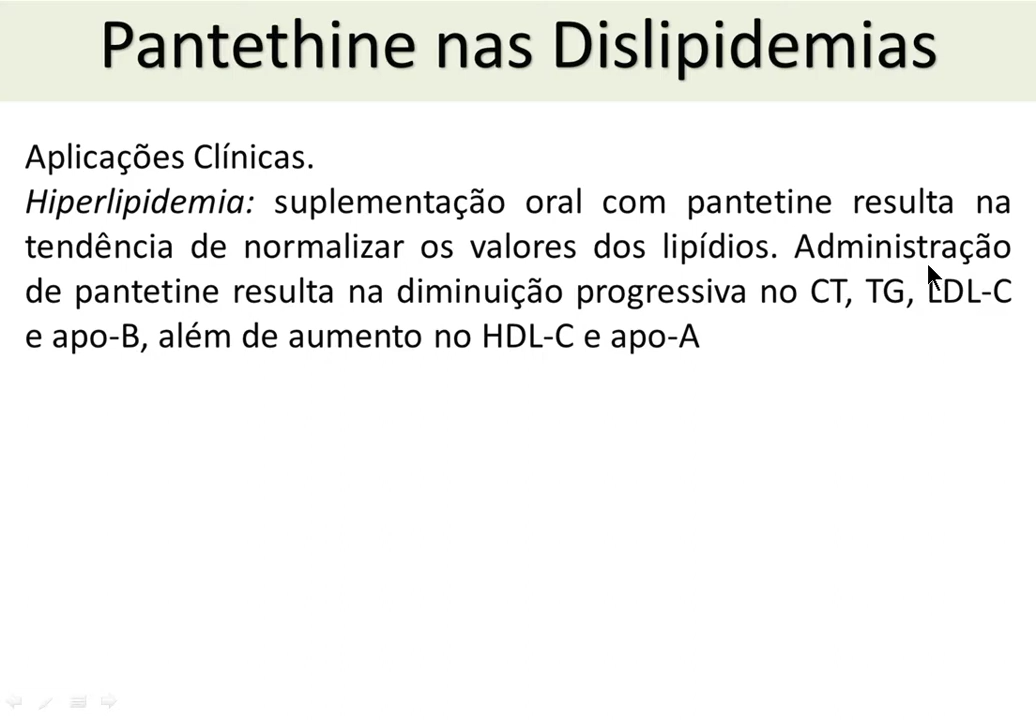 Pantethine nas Dislipidemias
Aplicações Clínicas.
Hiperlipidemia: suplementação oral com pantetine resulta na
tendência de normalizar os valores dos lipídios. Administração
de pantetine resulta na diminuição progressiva no CT, TG, LDL-C
e apo-B, além de aumento no HDL-C e apo-A